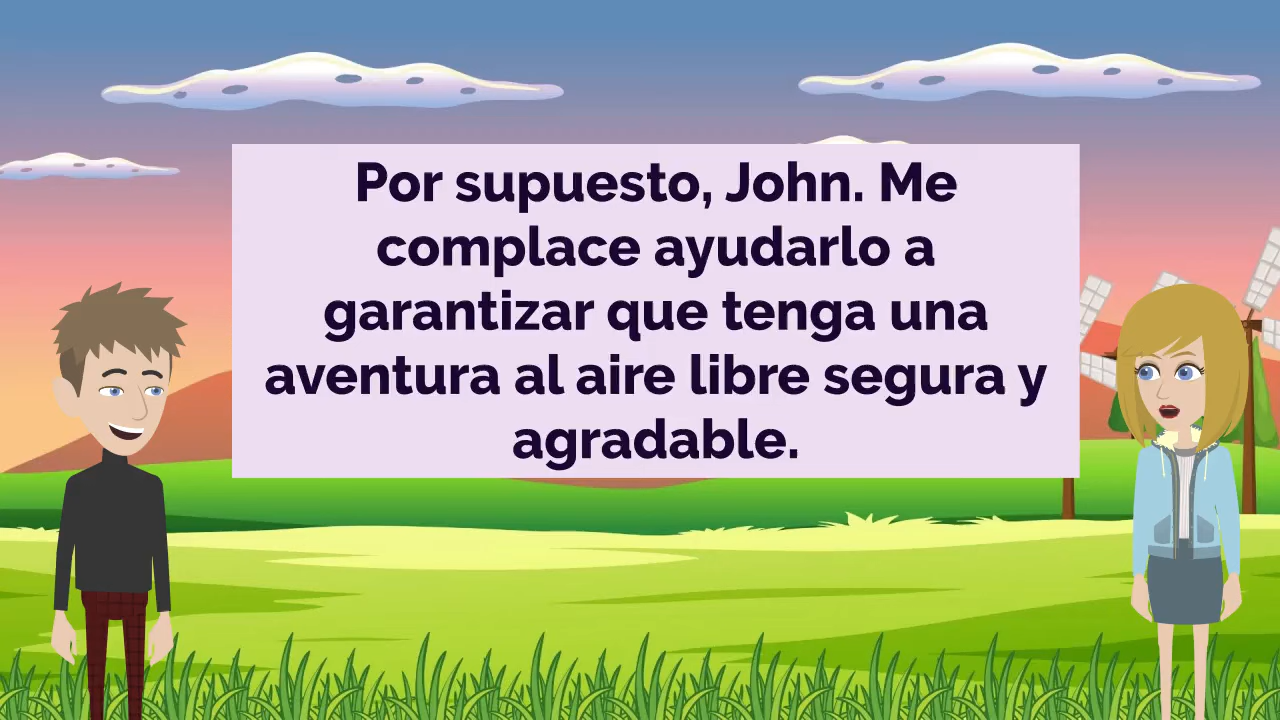 Por supuesto, John. Me
complace ayudarlo a
garantizar que tenga una
aventura al aire libre segura y
agradable.